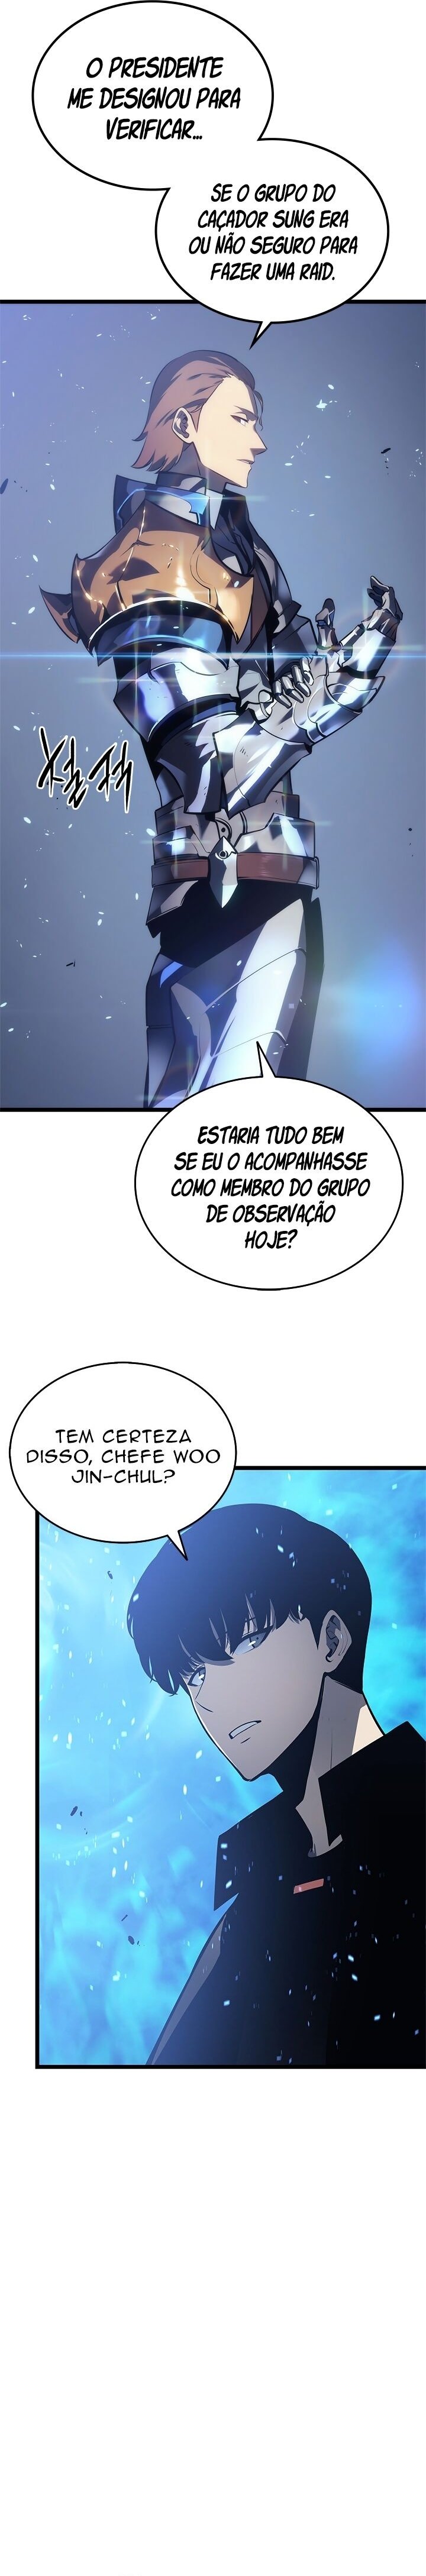 O PRESIDENTE
ME DESIGNOU PARA
VERIFICAR...
SE O GRUPO DO
CAÇADOR SUNG ERA
OU NÃO SEGURO PARA
FAZER UMA RAID.
철컥
ESTARIA TUDO BEM
SE EU O ACOMPANHASSE
COMO MEMBRO DO GRUPO
DE OBSERVAÇÃO
HOJE?
TEM CERTEZA
DISSO, CHEFE WOO
JIN-CHUL?